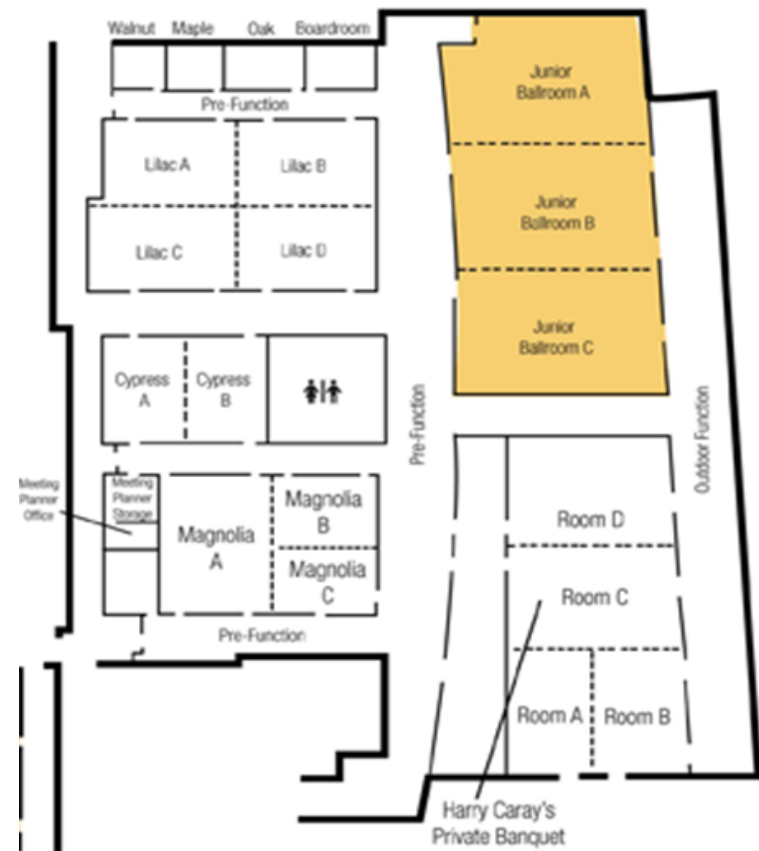 Walnut Maple Oak Boardroom
Pre-Function
Lilac A
Lilac B
Lilac C
Lilac D
Junior
Ballroom A
Junior
Ballroom B
Junior
Ballroom C
Cypress
A
Cypress
B
Pre-Function
Outdoor Function
Meeting
Planner
Office
Meeting
Planner
Storage
Magnolia
A
Magnolia
B
Magnolia
C
Pre-Function
Room D
Room C
Room A
Room B
Harry Caray's
Private Banquet